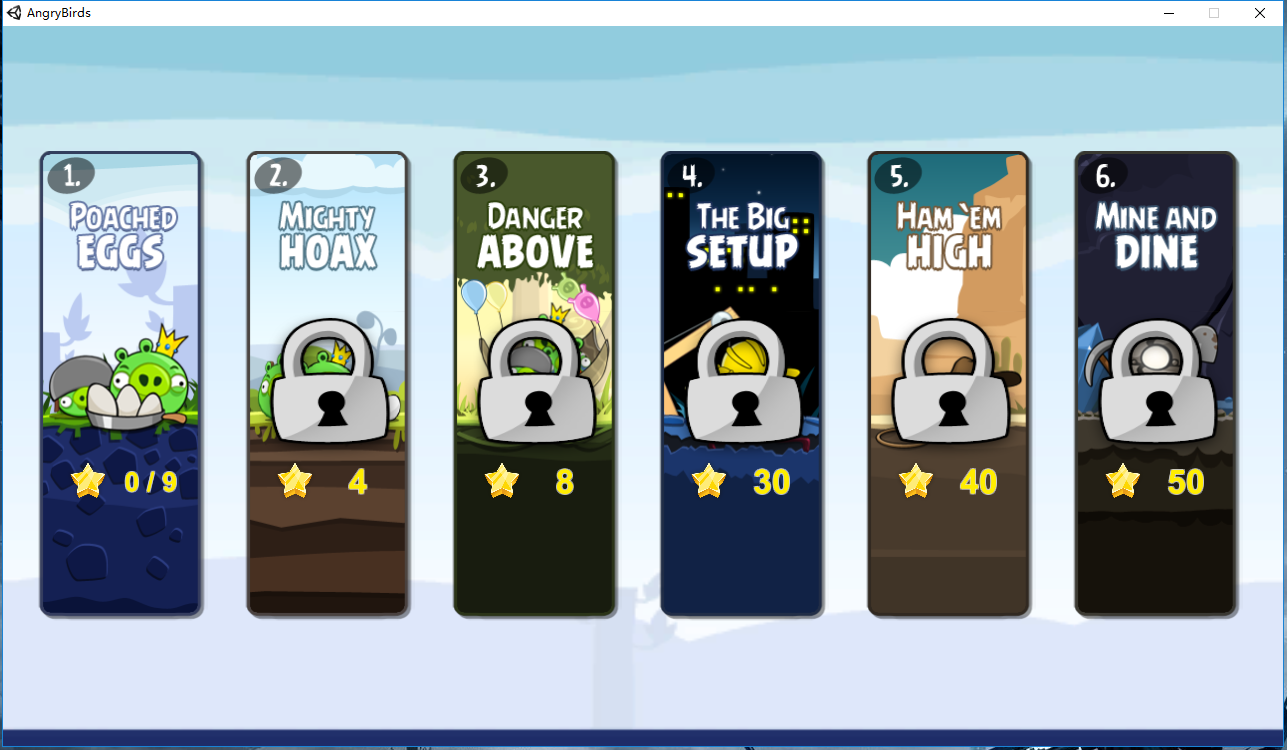 AngryBirds
1.
POACHED
EGGS
0 / 9
2.
MIGHTY
HOAX
4
3.
DANGER
ABOVE
8
4.
THE BIG
SETUP
30
5.
HAM `EM
HIGH
40
6.
MINE AND
DINE
50